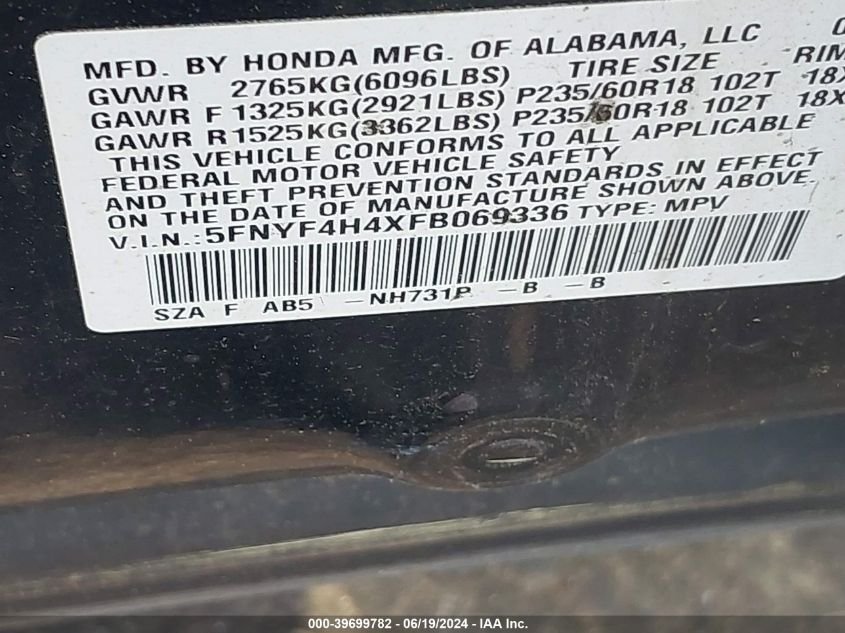 MFD. BY HONDA MFG. OF ALABAMA, LLC
GVWR 2765KG(6096LBS) TIRE SIZE RIM
GAWR F 1325KG(2921LBS) P235/60R18 102T 18X
GAWR R 1525KG(3362LBS) P235/60R18 102T 18X
THIS VEHICLE CONFORMS TO ALL APPLICABLE
FEDERAL MOTOR VEHICLE SAFETY
AND THEFT PREVENTION STANDARDS IN EFFECT
ON THE DATE OF MANUFACTURE SHOWN ABOVE.
V.I.N.:5FNYF4H4XFB069336 TYPE: MPV
SZA F AB5 -NH731P -B -B
000-39699782 - 06/19/2024 - IAA Inc.